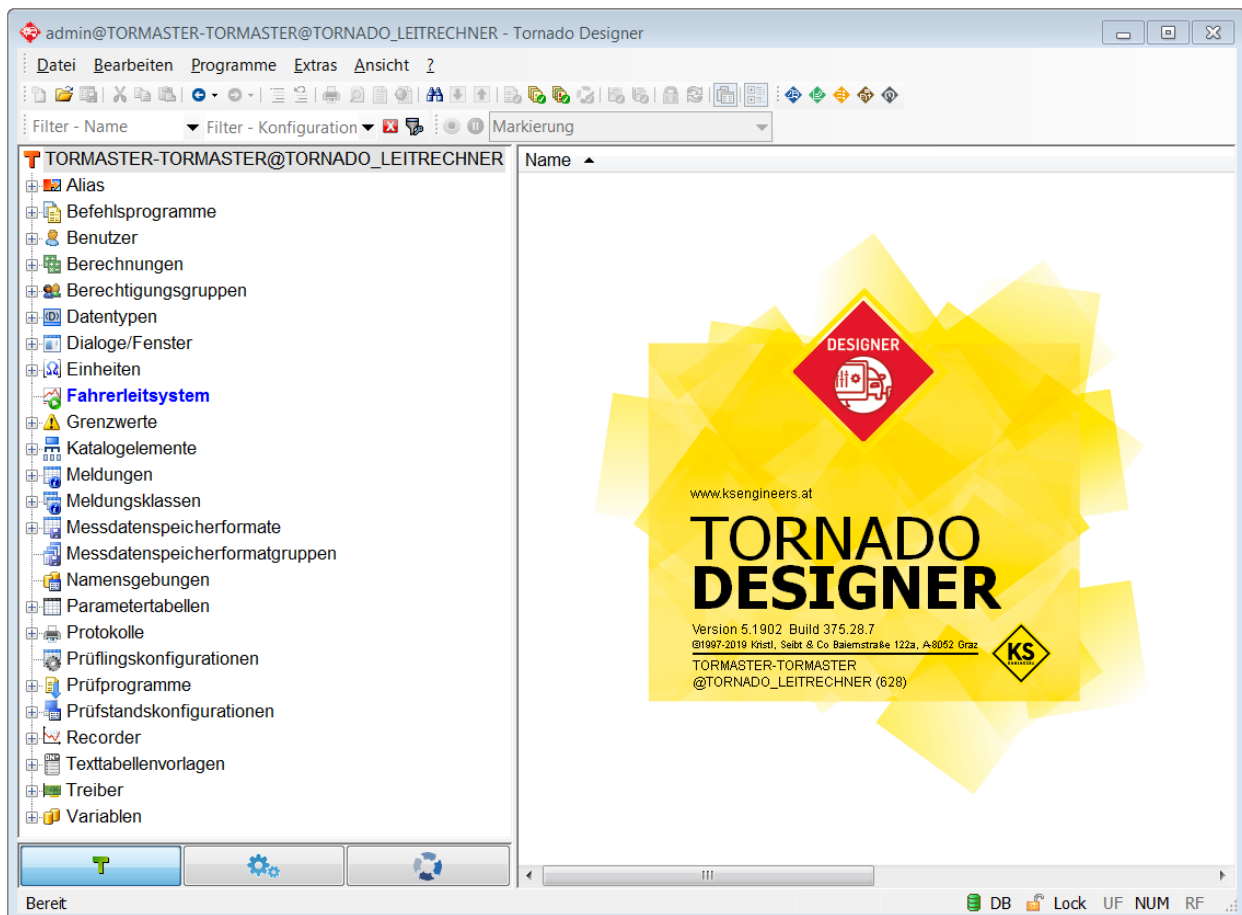 admin@TORMASTER-TORMASTER@TORNADO_LEITRECHNER - Tornado Designer
Datei Bearbeiten Programme Extras Ansicht ?
Filter - Name Filter - Konfiguration Markierung
TORMASTER-TORMASTER@TORNADO_LEITRECHNER
Alias
Befehlsprogramme
Benutzer
Berechnungen
Berechtigungsgruppen
Datentypen
Dialoge/Fenster
Einheiten
Fahrerleitsystem
Grenzwerte
Katalogelemente
Meldungen
Meldungsklassen
Messdatenspeicherformate
Messdatenspeicherformatgruppen
Namensgebungen
Parametertabellen
Protokolle
Prüflingskonfigurationen
Prüfprogramme
Prüfstandskonfigurationen
Recorder
Texttabellenvorlagen
Treiber
Variablen
Name
DESIGNER
www.ksengineers.at
TORNADO
DESIGNER
Version 5.1902 Build 375.28.7
©1997-2019 Kristl, Seibt & Co Baiernstraße 122a, A-8052 Graz
KS
ENGINEERS
TORMASTER-TORMASTER
@TORNADO_LEITRECHNER (628)
Bereit DB Lock UF NUM RF